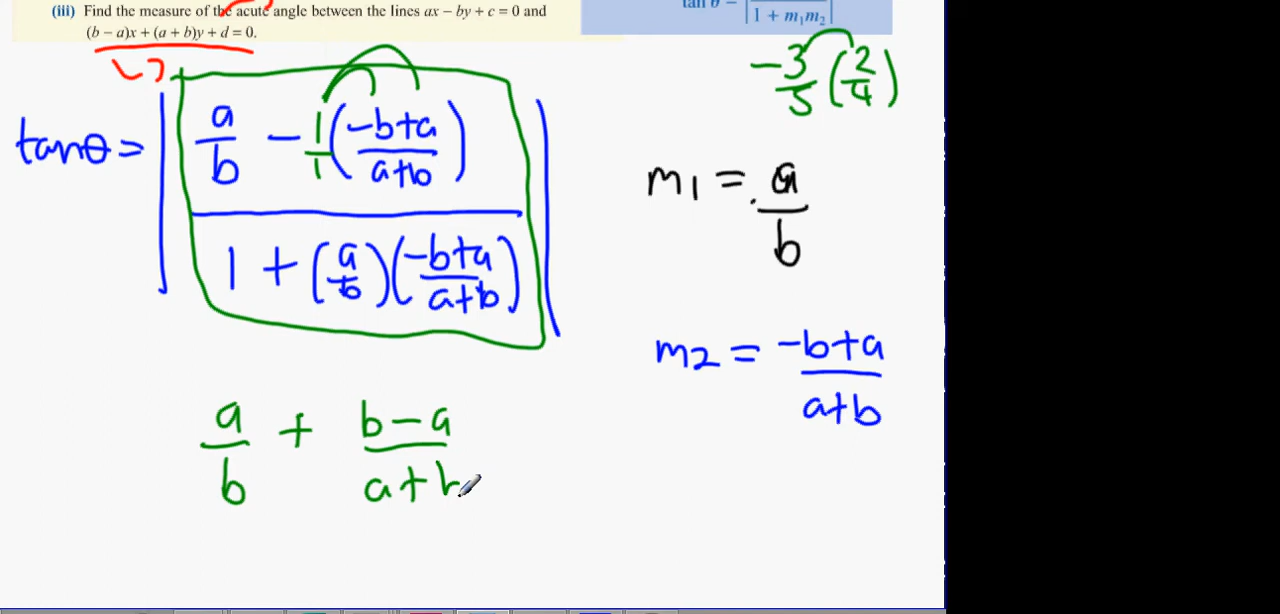 (iii) Find the measure of the acute angle between the lines ax − by + c = 0 and
(b − a)x + (a + b)y + d = 0.
tan θ =
1 + m₁m₂
-3/5 (2/4)
tanθ = | (a/b - 1/1((-b+a)/(a+b))) / (1 + (a/b)((-b+a)/(a+b))) |
m1 = a/b
m2 = (-b+a)/(a+b)
a/b + (b-a)/(a+b